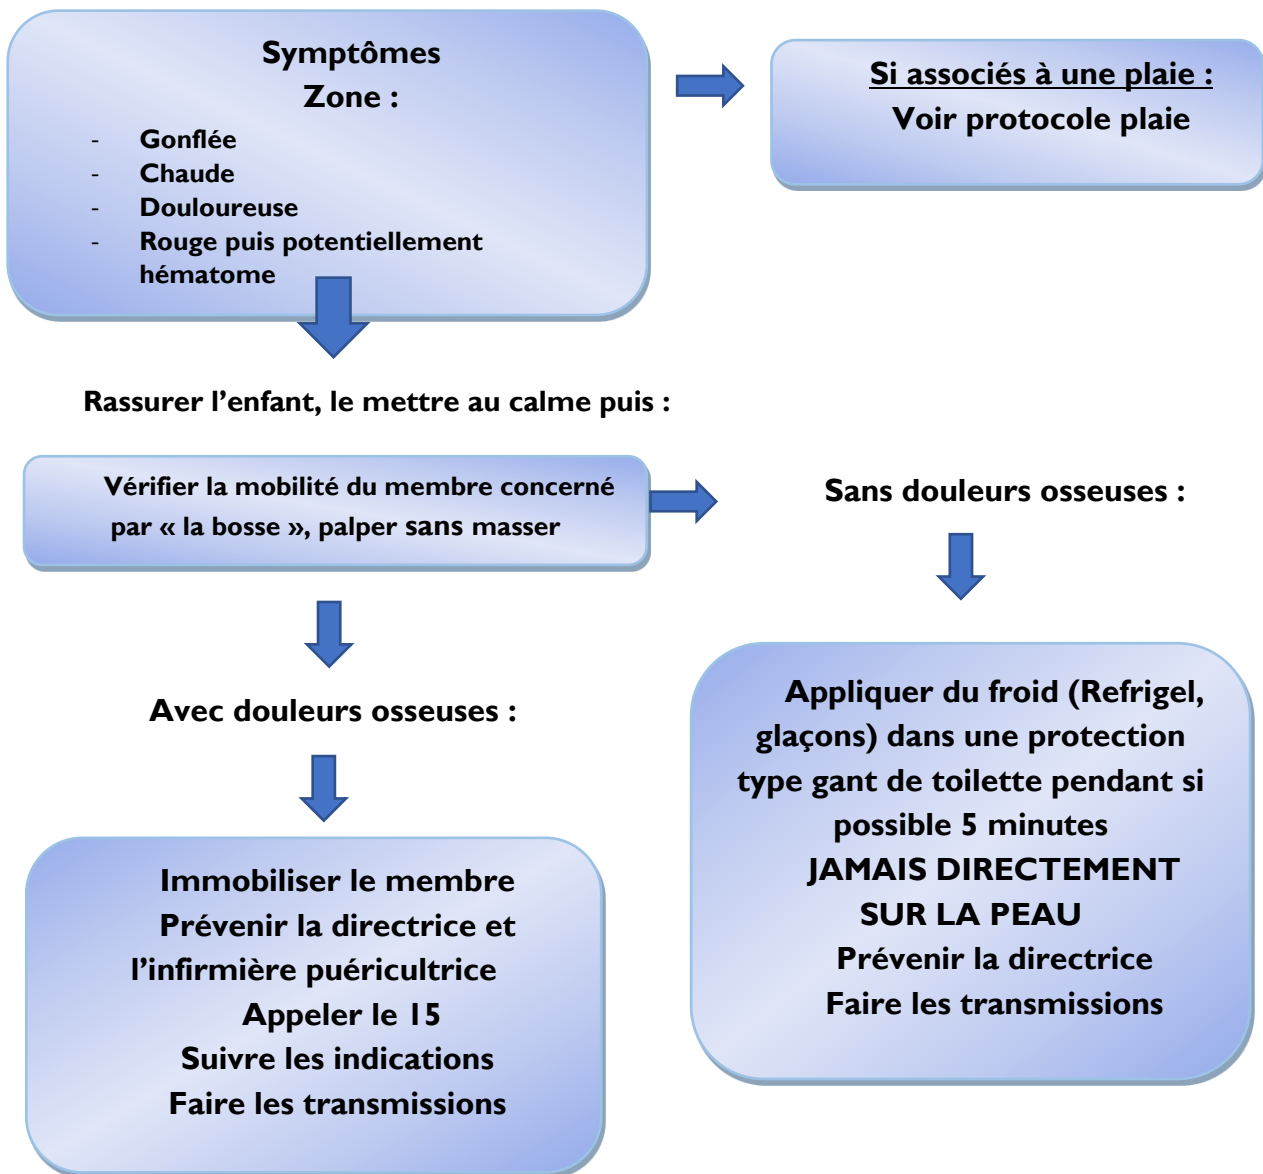 Symptômes
Zone :
- Gonflée
- Chaude
- Douloureuse
- Rouge puis potentiellement
hématome
Si associés à une plaie :
Voir protocole plaie
Rassurer l’enfant, le mettre au calme puis :
Vérifier la mobilité du membre concerné
par « la bosse », palper sans masser
Sans douleurs osseuses :
Avec douleurs osseuses :
Appliquer du froid (Refrigel,
glaçons) dans une protection
type gant de toilette pendant si
possible 5 minutes
JAMAIS DIRECTEMENT
SUR LA PEAU
Prévenir la directrice
Faire les transmissions
Immobiliser le membre
Prévenir la directrice et
l’infirmière puéricultrice
Appeler le 15
Suivre les indications
Faire les transmissions